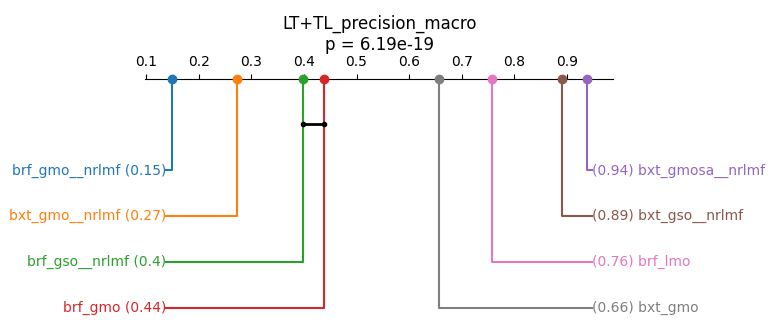 LT+TL_precision_macro
p = 6.19e-19
0.1 0.2 0.3 0.4 0.5 0.6 0.7 0.8 0.9
brf_gmo__nrlmf (0.15) (0.94) bxt_gmosa__nrlmf
bxt_gmo__nrlmf (0.27) (0.89) bxt_gso__nrlmf
brf_gso__nrlmf (0.4) (0.76) brf_lmo
brf_gmo (0.44) (0.66) bxt_gmo